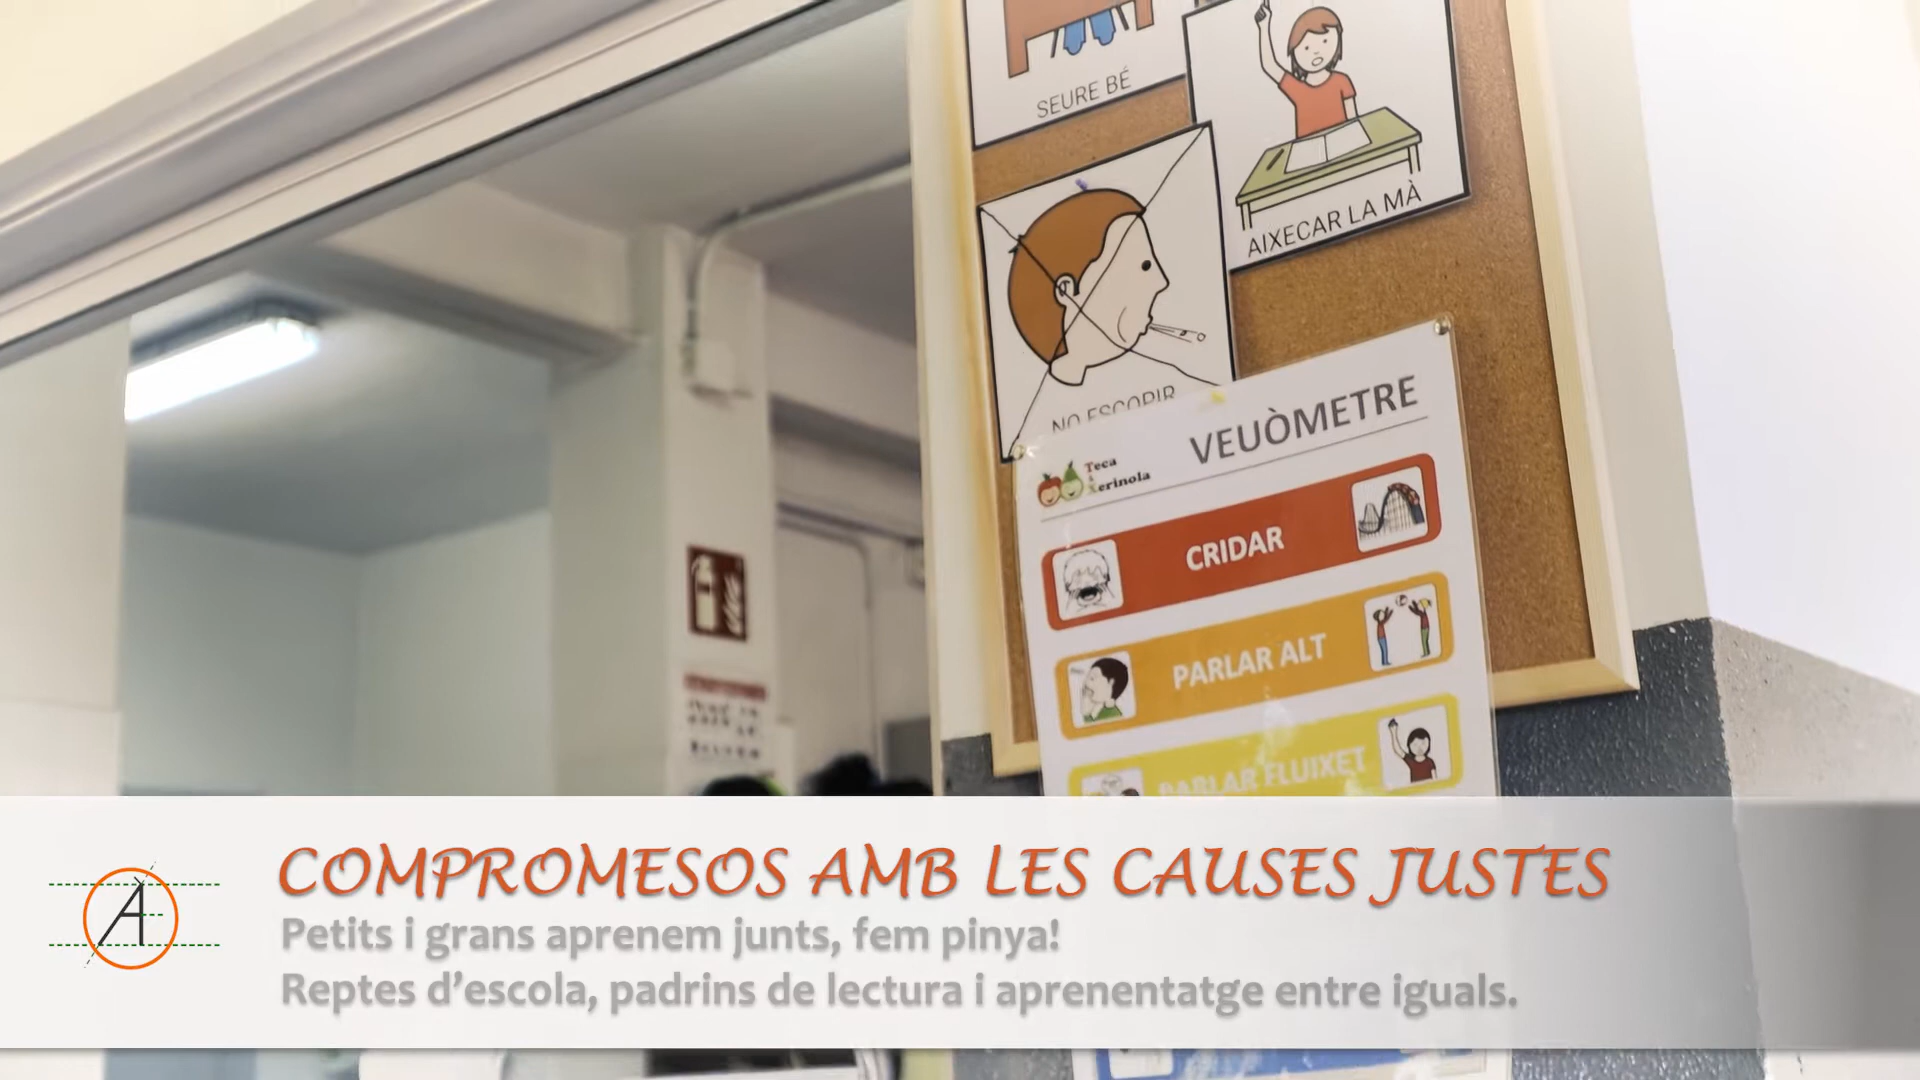 SEURE BÉ
AIXECAR LA MÀ
NO ESCOPIR
VEUÒMETRE
Teca
&
Xerinola
CRIDAR
PARLAR ALT
PARLAR FLUIXET
COMPROMESOS AMB LES CAUSES JUSTES
Petits i grans aprenem junts, fem pinya!
Reptes d’escola, padrins de lectura i aprenentatge entre iguals.
A